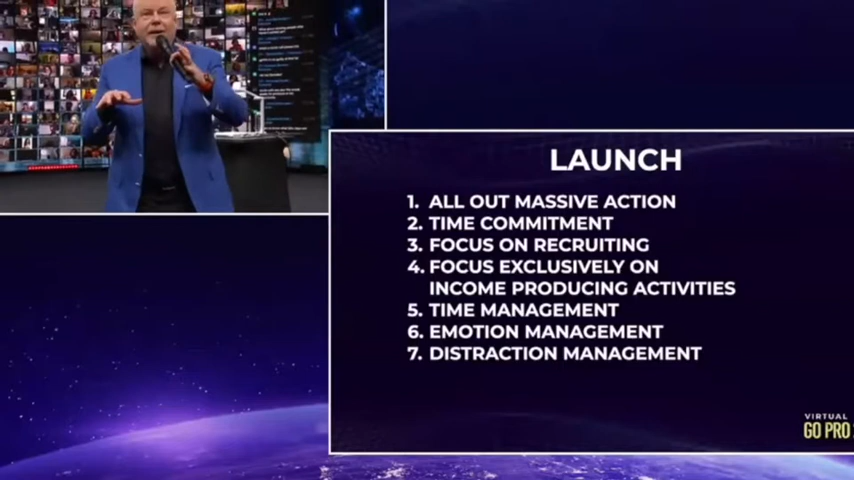 LAUNCH
1. ALL OUT MASSIVE ACTION
2. TIME COMMITMENT
3. FOCUS ON RECRUITING
4. FOCUS EXCLUSIVELY ON
INCOME PRODUCING ACTIVITIES
5. TIME MANAGEMENT
6. EMOTION MANAGEMENT
7. DISTRACTION MANAGEMENT
VIRTUAL
GO PRO